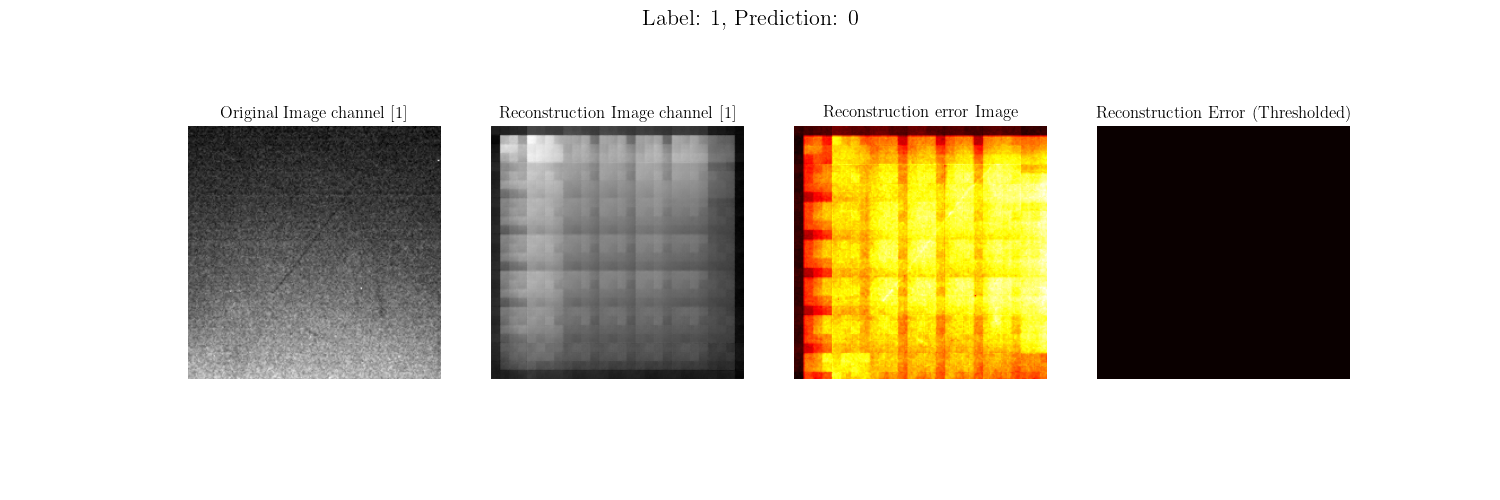 Label: 1, Prediction: 0
Original Image channel [1]
Reconstruction Image channel [1]
Reconstruction error Image
Reconstruction Error (Thresholded)